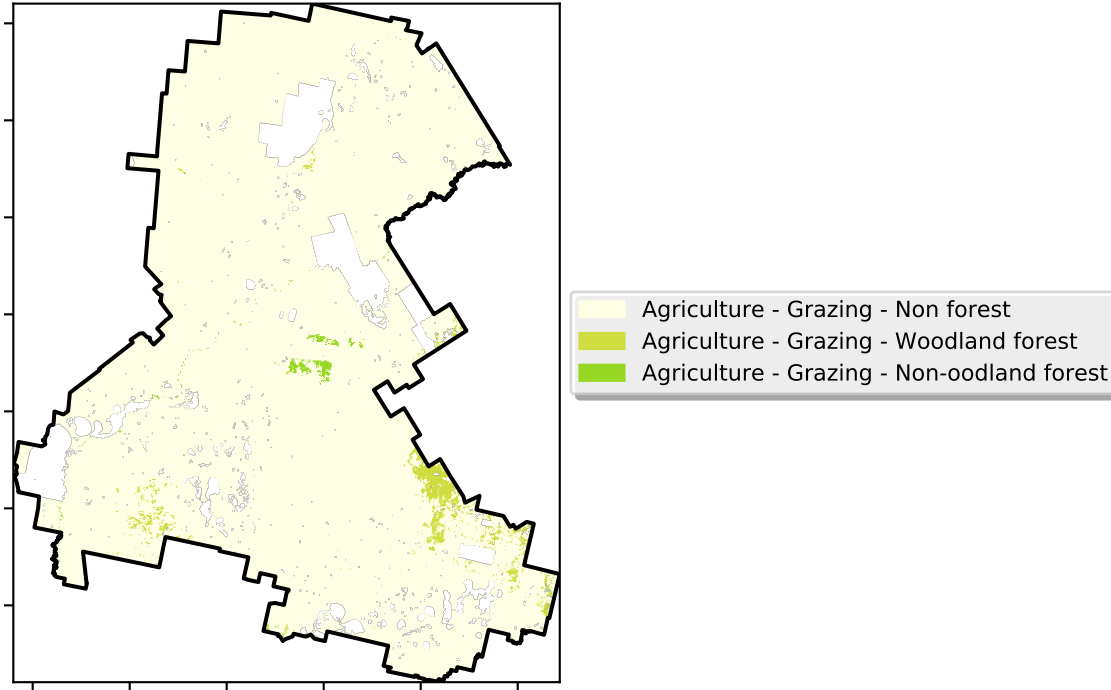 Agriculture - Grazing - Non forest
Agriculture - Grazing - Woodland forest
Agriculture - Grazing - Non-oodland forest